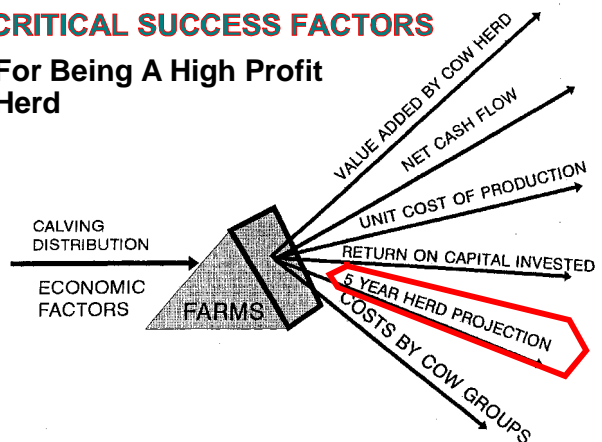 CRITICAL SUCCESS FACTORS
For Being A High Profit
Herd
VALUE ADDED BY COW HERD
NET CASH FLOW
UNIT COST OF PRODUCTION
CALVING
DISTRIBUTION
RETURN ON CAPITAL INVESTED
ECONOMIC
FACTORS
FARMS
5 YEAR HERD PROJECTION
COSTS BY COW GROUPS